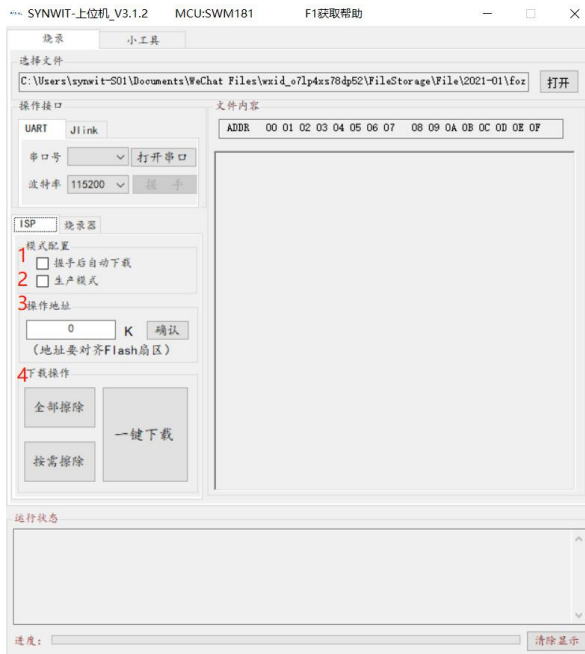 SYNWIT-上位机_V3.1.2 MCU:SWM181 F1获取帮助
烧录 小工具
选择文件
C:\Users\synwit-S01\Documents\WeChat Files\wxid_o7lp4xs78dp52\FileStorage\File\2021-01\foz 打开
操作接口
文件内容
UART Jlink
ADDR 00 01 02 03 04 05 06 07 08 09 0A 0B 0C 0D 0E 0F
串口号 打开串口
波特率 115200 握 手
ISP 烧录器
模式配置
1 握手后自动下载
2 生产模式
3 操作地址
0 K 确认
(地址要对齐Flash扇区)
4 下载操作
全部擦除
一键下载
按需擦除
运行状态
进度: 清除显示